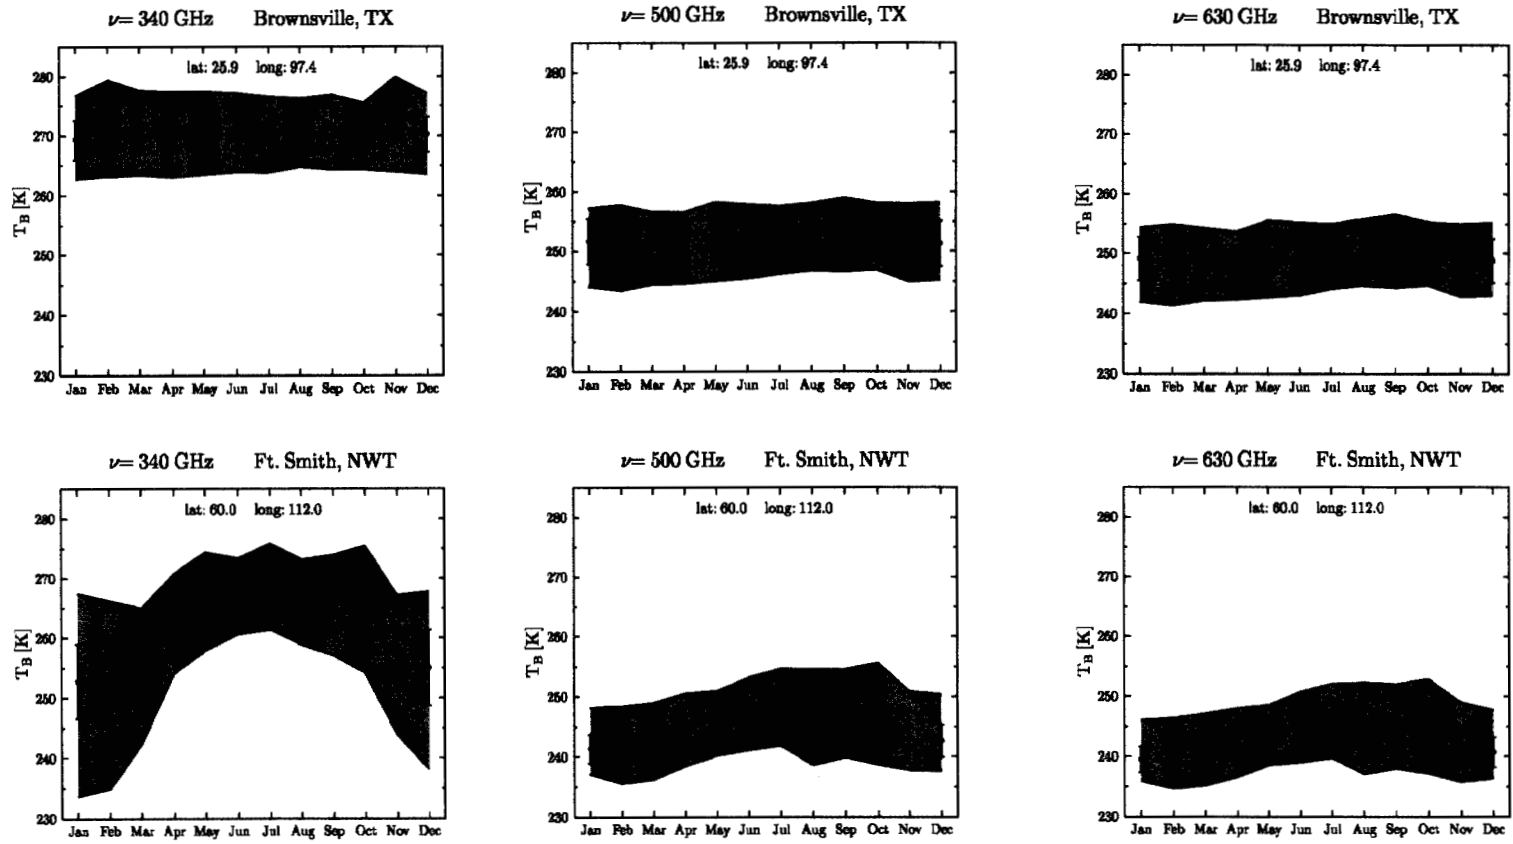 ν= 340 GHz Brownsville, TX
lat: 25.9 long: 97.4
280
270
260
250
240
230
T_B [K]
Jan Feb Mar Apr May Jun Jul Aug Sep Oct Nov Dec
ν= 500 GHz Brownsville, TX
lat: 25.9 long: 97.4
280
270
260
250
240
230
T_B [K]
Jan Feb Mar Apr May Jun Jul Aug Sep Oct Nov Dec
ν= 630 GHz Brownsville, TX
lat: 25.9 long: 97.4
280
270
260
250
240
230
T_B [K]
Jan Feb Mar Apr May Jun Jul Aug Sep Oct Nov Dec
ν= 340 GHz Ft. Smith, NWT
lat: 60.0 long: 112.0
280
270
260
250
240
230
T_B [K]
Jan Feb Mar Apr May Jun Jul Aug Sep Oct Nov Dec
ν= 500 GHz Ft. Smith, NWT
lat: 60.0 long: 112.0
280
270
260
250
240
230
T_B [K]
Jan Feb Mar Apr May Jun Jul Aug Sep Oct Nov Dec
ν= 630 GHz Ft. Smith, NWT
lat: 60.0 long: 112.0
280
270
260
250
240
230
T_B [K]
Jan Feb Mar Apr May Jun Jul Aug Sep Oct Nov Dec